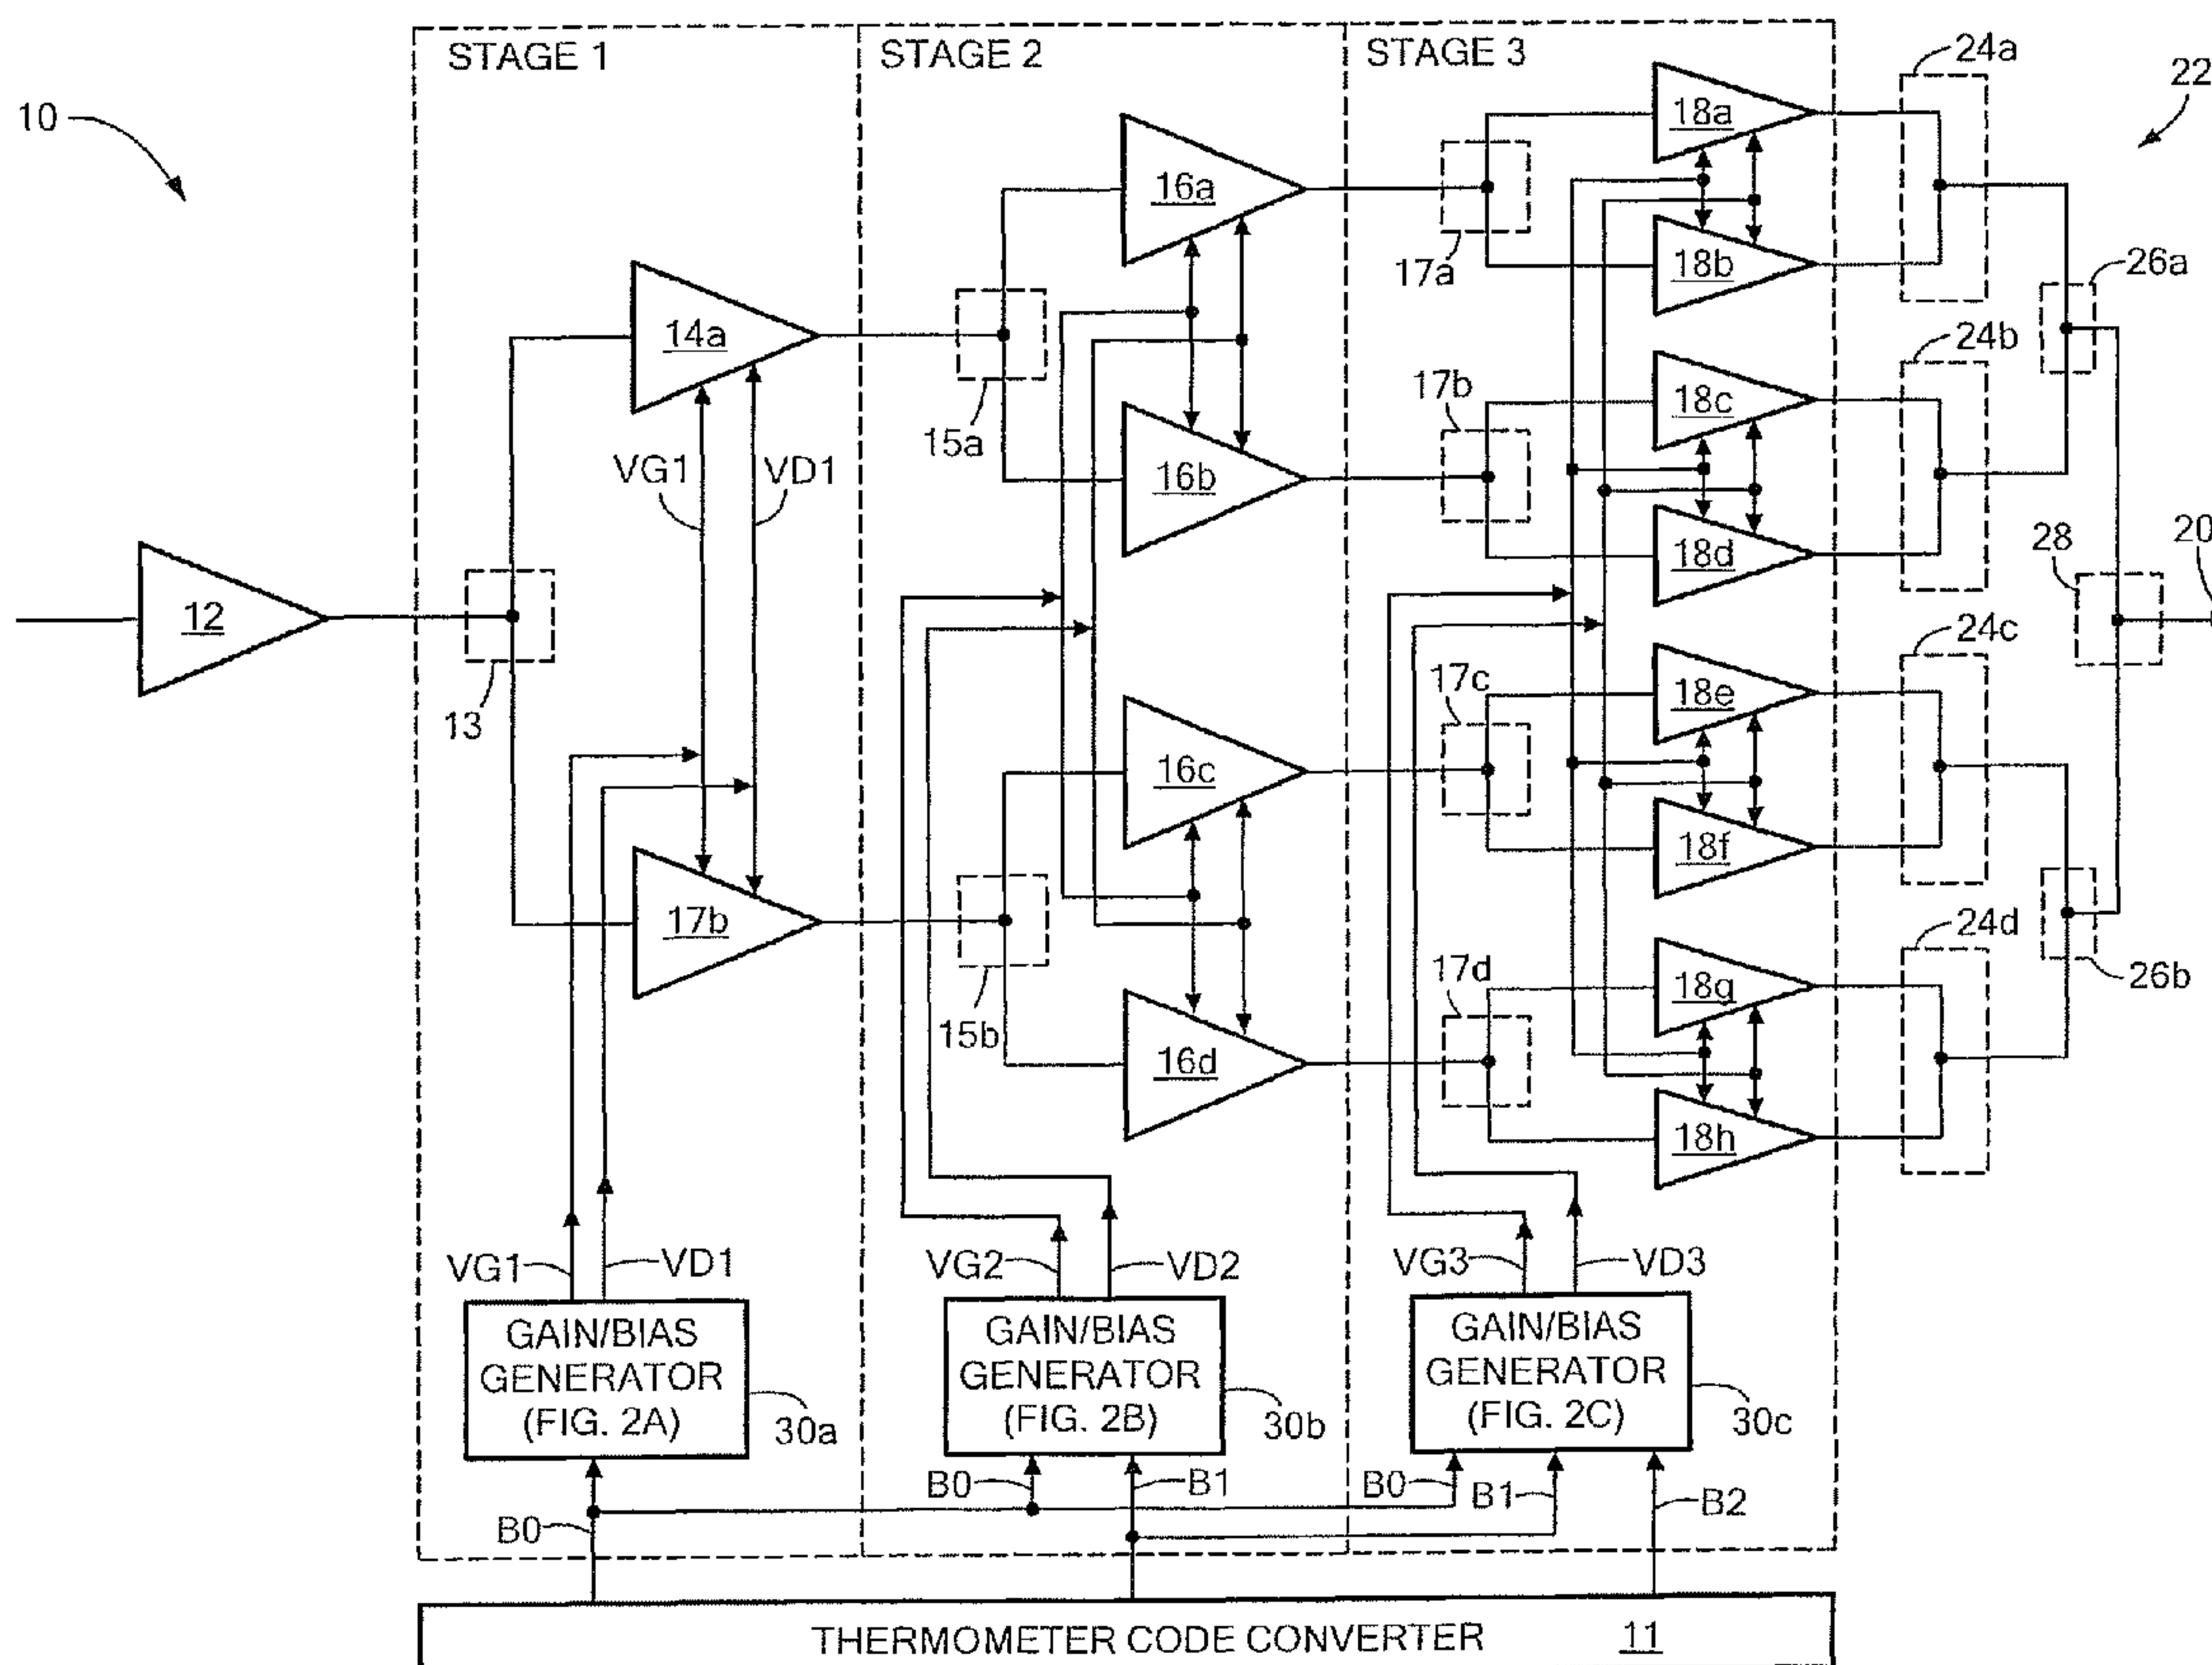 STAGE 1
STAGE 2
STAGE 3
10
22
24a
18a
16a
17a
18b
26a
14a
15a
24b
17b
18c
VG1
VD1
16b
18d
28
20
12
13
24c
17c
18e
16c
18f
17b
15b
24d
17d
18g
26b
16d
18h
VG1
VD1
VG2
VD2
VG3
VD3
GAIN/BIAS
GENERATOR
(FIG. 2A)
30a
GAIN/BIAS
GENERATOR
(FIG. 2B)
30b
GAIN/BIAS
GENERATOR
(FIG. 2C)
30c
B0
B0
B1
B0
B1
B2
THERMOMETER CODE CONVERTER 11